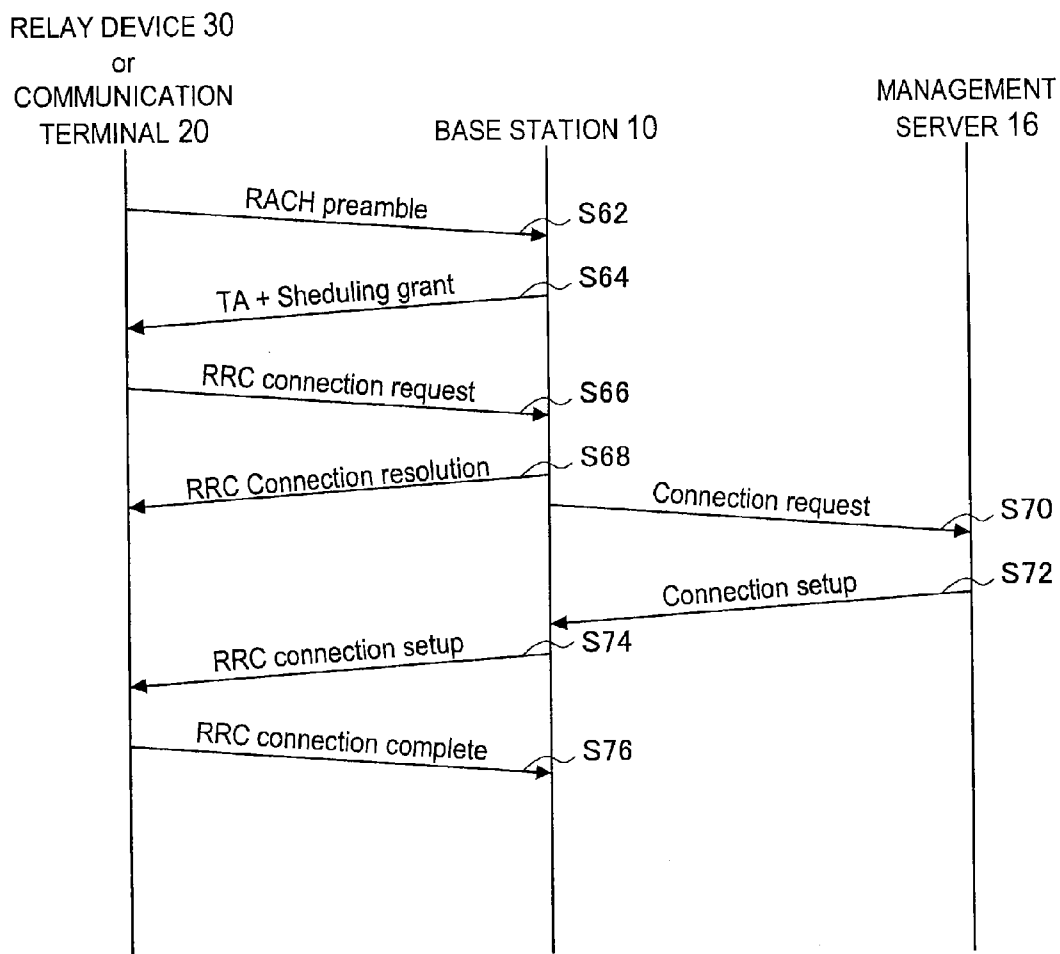 RELAY DEVICE 30
or
COMMUNICATION
TERMINAL 20
BASE STATION 10
MANAGEMENT
SERVER 16
RACH preamble
S62
TA + Sheduling grant
S64
RRC connection request
S66
RRC Connection resolution
S68
Connection request
S70
Connection setup
S72
RRC connection setup
S74
RRC connection complete
S76